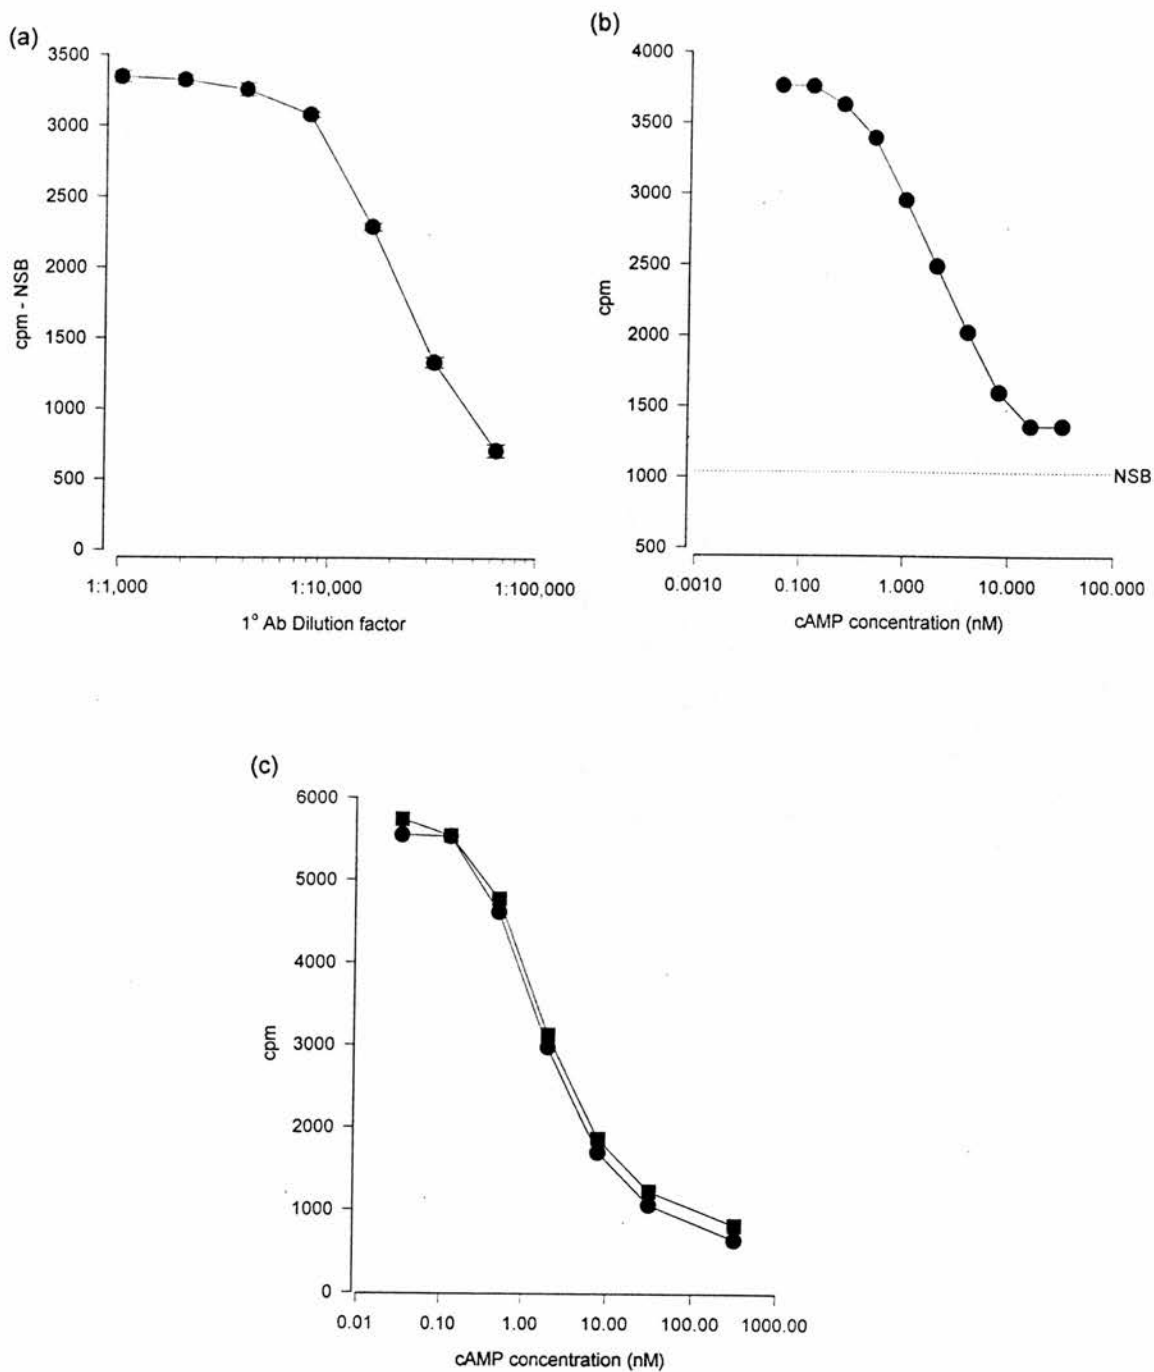 (a)
3500
3000
2500
2000
1500
1000
500
0
cpm - NSB
1:1,000 1:10,000 1:100,000
1° Ab Dilution factor
(b)
4000
3500
3000
2500
2000
1500
1000
500
cpm
NSB
0.0010 0.100 1.000 10.000 100.000
cAMP concentration (nM)
(c)
6000
5000
4000
3000
2000
1000
0
cpm
0.01 0.10 1.00 10.00 100.00 1000.00
cAMP concentration (nM)